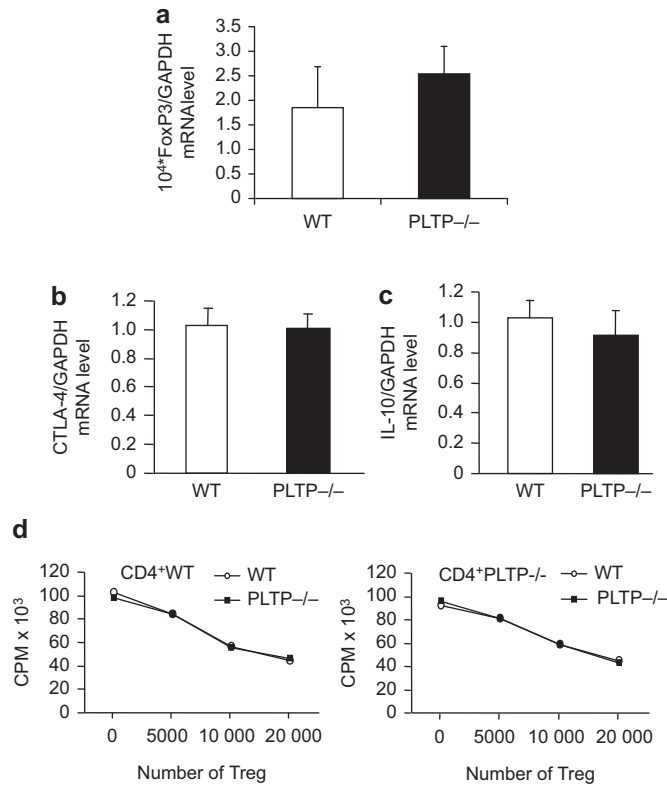 a
10⁴*FoxP3/GAPDH
mRNAlevel
3.5
3.0
2.5
2.0
1.5
1.0
0.5
0
WT
PLTP–/–
b
CTLA-4/GAPDH
mRNA level
1.2
1.0
0.8
0.6
0.4
0.2
0
WT
PLTP–/–
c
IL-10/GAPDH
mRNA level
1.2
1.0
0.8
0.6
0.4
0.2
0
WT
PLTP–/–
d
CPM x 10³
120
100
80
60
40
20
0
CD4⁺WT
WT
PLTP–/–
0 5000 10 000 20 000
Number of Treg
CPM x 10³
120
100
80
60
40
20
0
CD4⁺PLTP-/-
WT
PLTP–/–
0 5000 10 000 20 000
Number of Treg